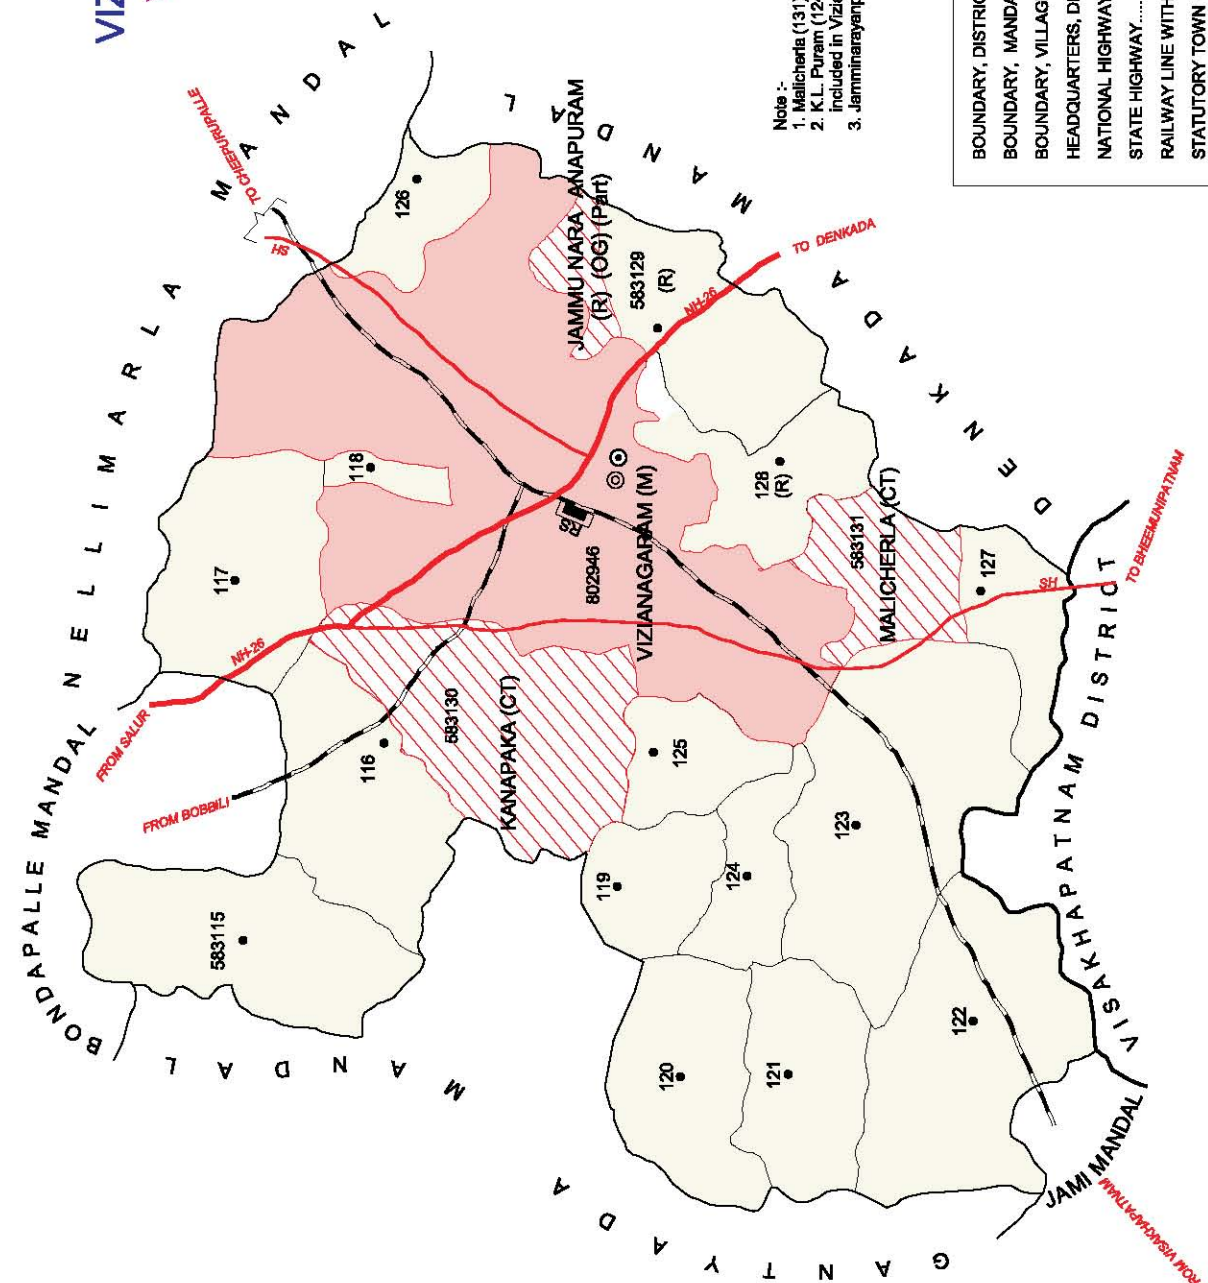 VIZ
NELLIMARLA MANDAL
TO CHEEPURUPALLE
SH
126
JAMMU NARA ANAPURAM
(R) (OG) (Part)
583129
(R)
NH-26
TO DENKADA
DENKADA MANDAL
Note :-
1. Malicherla (131)
2. K.L. Puram (12
included in Vizi
3. Jamminarayanp
BOUNDARY, DISTRIC
BOUNDARY, MANDA
BOUNDARY, VILLAG
HEADQUARTERS, DI
NATIONAL HIGHWAY
STATE HIGHWAY......
RAILWAY LINE WITH
STATUTORY TOWN
118
117
NH-26
FROM SALUR
FROM BOBBILI
116
583130
KANAPAKA (CT)
RS
802946
VIZIANAGARAM (M)
128
(R)
583131
MALICHERLA (CT)
127
SH
TO BHEEMUNIPATNAM
125
119
124
123
BONDAPALLE MANDAL
583115
120
121
122
GANTYADA MANDAL
JAMI MANDAL
ROM VISAKHAPATNAM
VISAKHAPATNAM DISTRICT